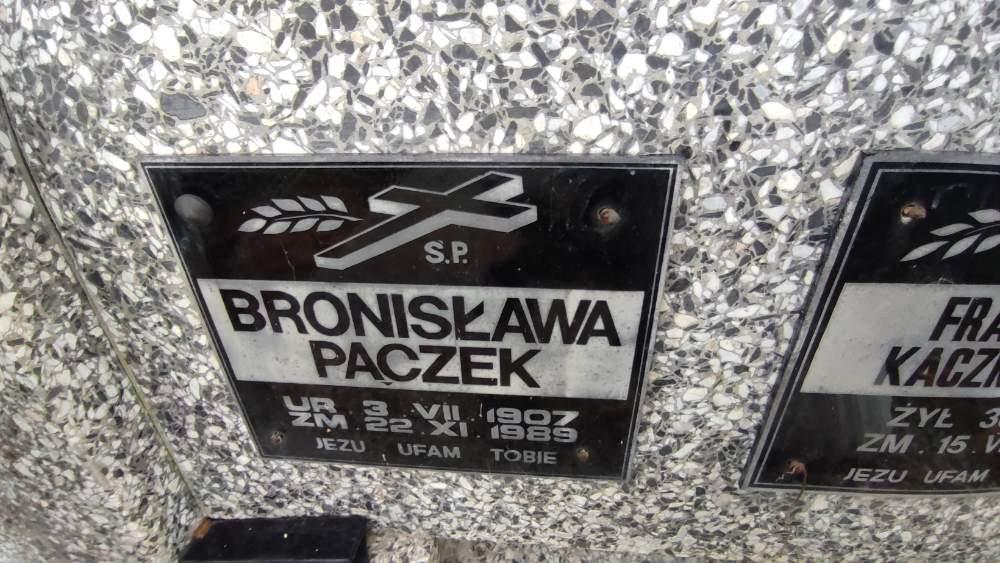 S.P.
BRONISŁAWA
PĄCZEK
UR 3 VII 1907
ZM 22 XI 1989
JEZU UFAM TOBIE
ŻYŁ
ZM. 15
JEZU UFAM